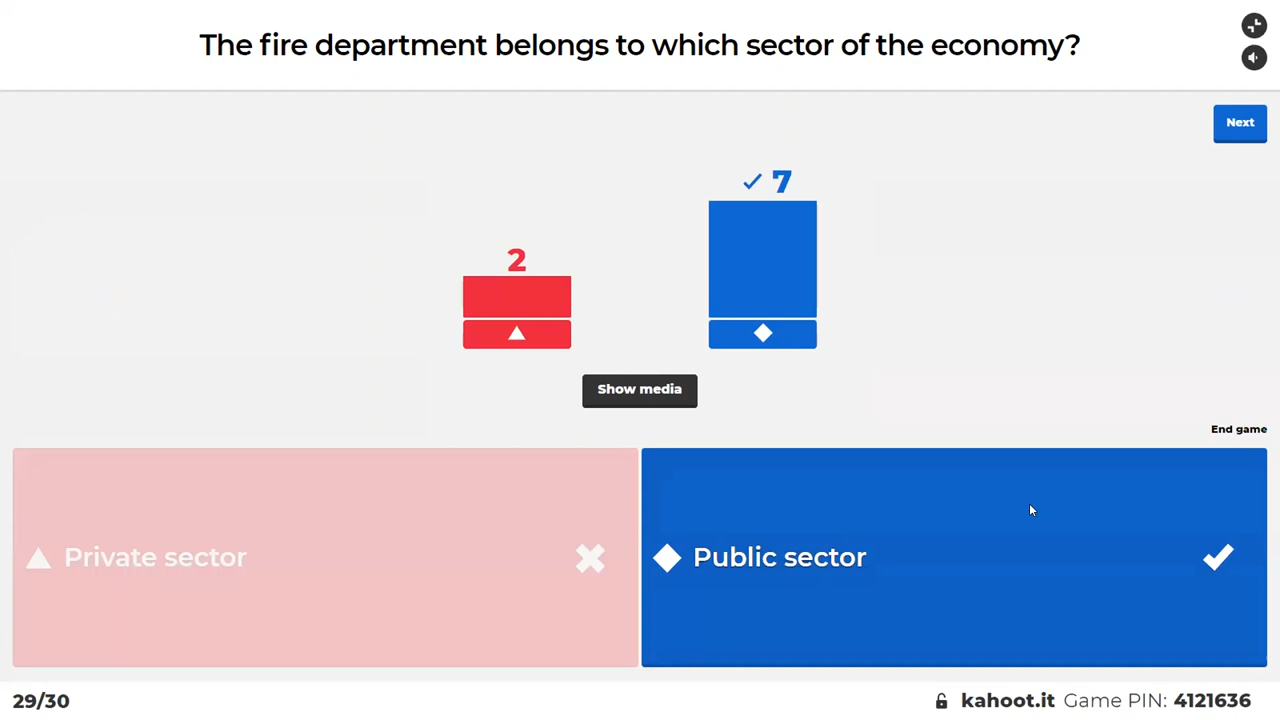 The fire department belongs to which sector of the economy?
Next
7
2
Show media
End game
Private sector
Public sector
29/30
kahoot.it Game PIN: 4121636